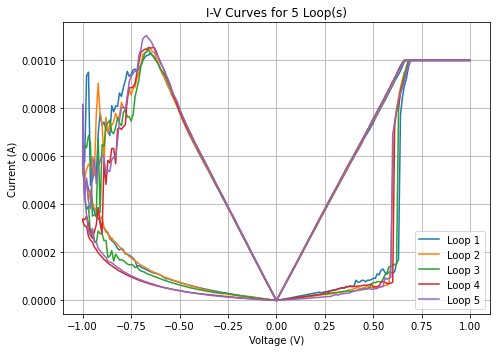 I-V Curves for 5 Loop(s)
Current (A)
0.0010
0.0008
0.0006
0.0004
0.0002
0.0000
Loop 1
Loop 2
Loop 3
Loop 4
Loop 5
−1.00 −0.75 −0.50 −0.25 0.00 0.25 0.50 0.75 1.00
Voltage (V)